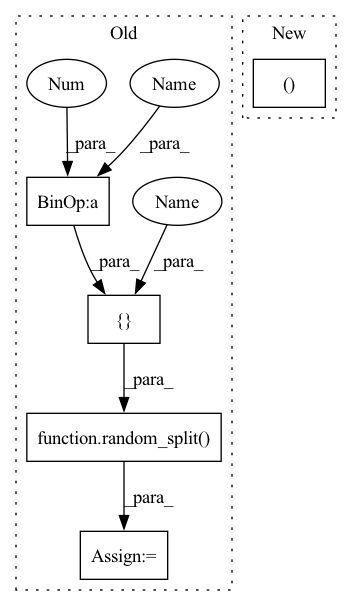 Old
New
Num
Name
()
_para_
_para_
BinOp:a
Name
_para_
_para_
{}
_para_
function.random_split()
_para_
Assign:=